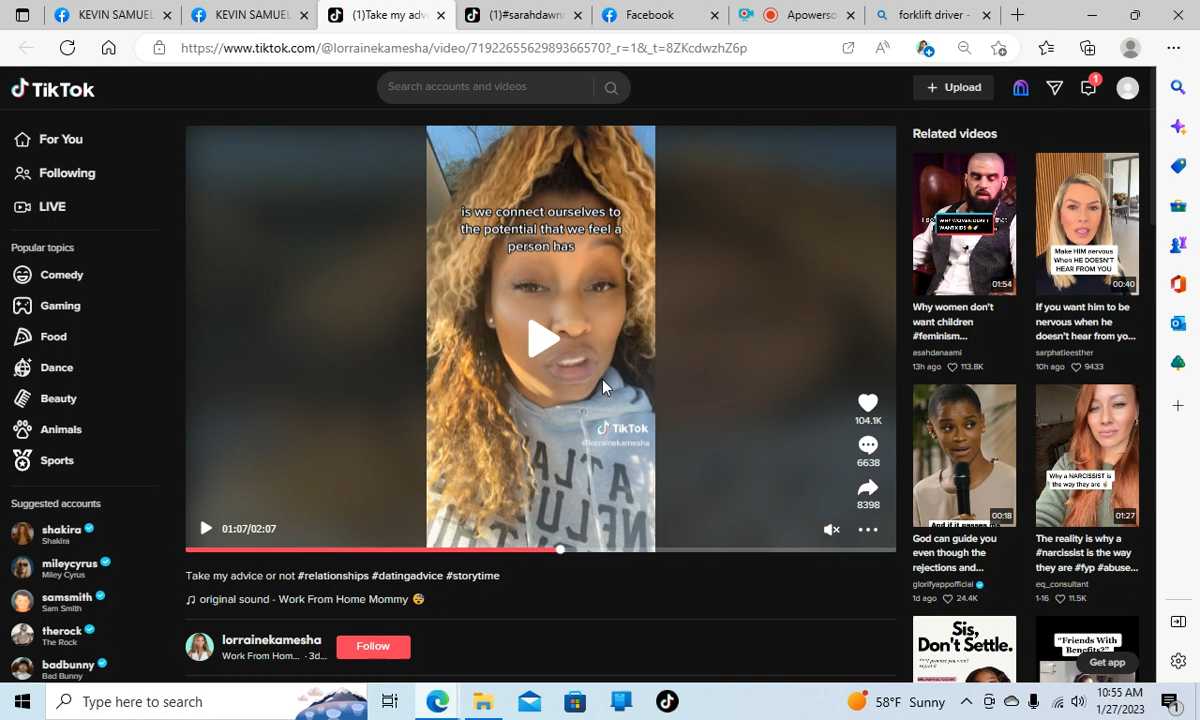 KEVIN SAMUEL
KEVIN SAMUEL
(1)Take my advi
(1)#sarahdawn
Facebook
Apowerso
forklift driver -
https://www.tiktok.com/@lorrainekamesha/video/7192265562989366570?_r=1&_t=8ZKcdwzhZ6p
TikTok
Search accounts and videos
Upload
1
For You
Following
LIVE
Popular topics
Comedy
Gaming
Food
Dance
Beauty
Animals
Sports
Suggested accounts
shakira
Shakira
mileycyrus
Miley Cyrus
samsmith
Sam Smith
therock
The Rock
badbunny
Bad Bunny
is we connect ourselves to
the potential that we feel a
person has
TikTok
@lorrainekamesha
104.1K
6638
8398
01:07/02:07
Take my advice or not #relationships #datingadvice #storytime
original sound - Work From Home Mommy
lorrainekamesha
Work From Hom... · 3d...
Follow
Related videos
WHY WOMEN DON'T
WANT KIDS
01:54
Why women don't
want children
#feminism...
asahdanaami
13h ago 113.8K
Make HIM nervous
When HE DOESN'T
HEAR FROM YOU
00:40
If you want him to be
nervous when he
doesn't hear from yo...
sarphatieesther
10h ago 9433
00:18
God can guide you
even though the
rejections and...
glorifyappofficial
1d ago 24.4K
Why a NARCISSIST is
the way they are
01:27
The reality is why a
#narcissist is the way
they are #fyp #abuse...
eq_consultant
1-16 11.5K
Sis,
Don't Settle.
"Friends With
Benefits?"
Get app
Type here to search
58°F Sunny
10:55 AM
1/27/2023
1